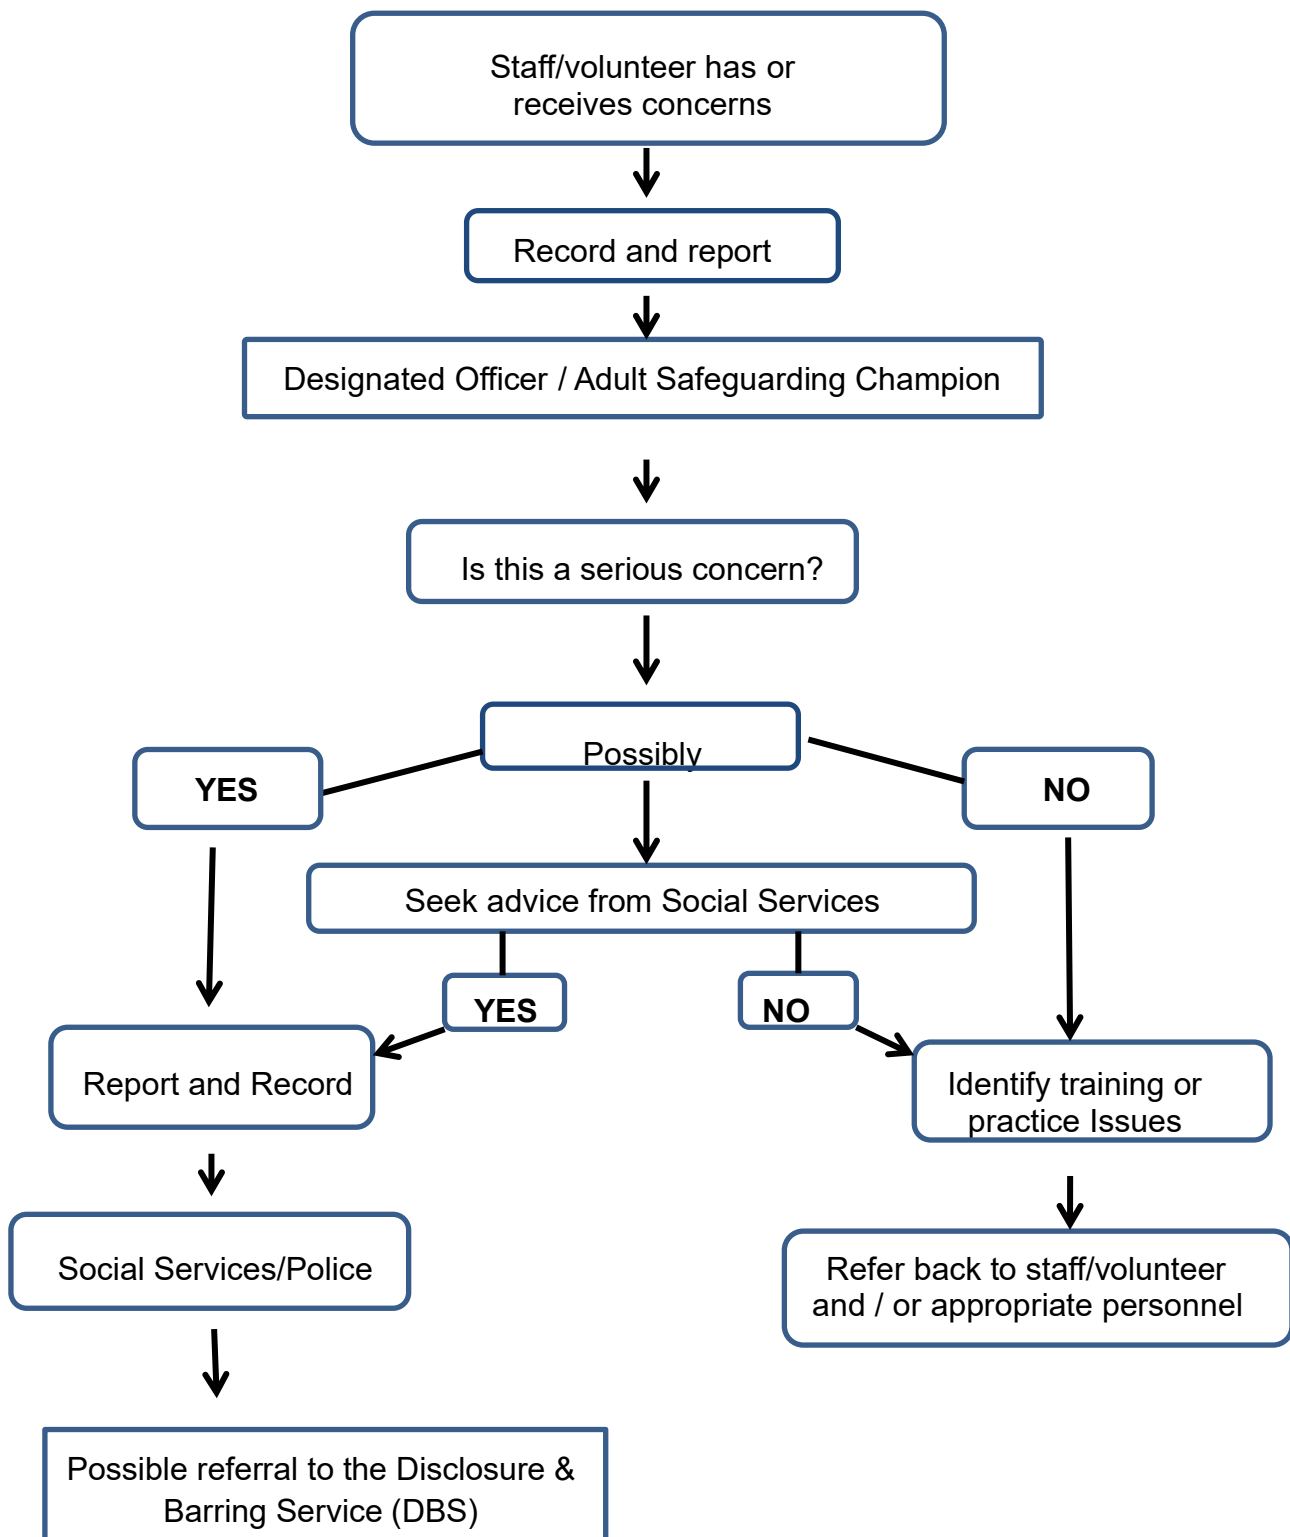 Staff/volunteer has or
receives concerns
Record and report
Designated Officer / Adult Safeguarding Champion
Is this a serious concern?
Possibly
YES
NO
Seek advice from Social Services
YES
NO
Report and Record
Identify training or
practice Issues
Social Services/Police
Refer back to staff/volunteer
and / or appropriate personnel
Possible referral to the Disclosure &
Barring Service (DBS)